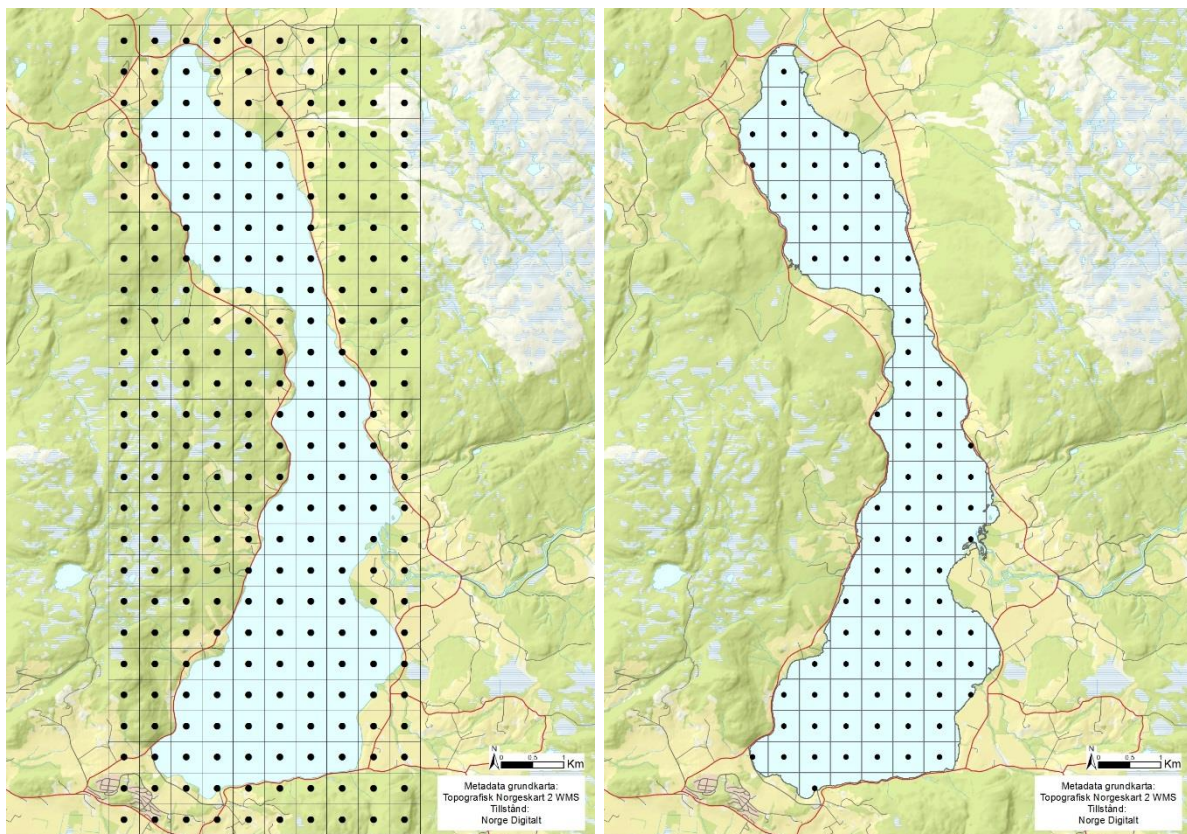 N
0 0,5 1
Km
Metadata grundkarta:
Topografisk Norgeskart 2 WMS
Tillstånd:
Norge Digitalt
N
0 0,5 1
Km
Metadata grundkarta:
Topografisk Norgeskart 2 WMS
Tillstånd:
Norge Digitalt